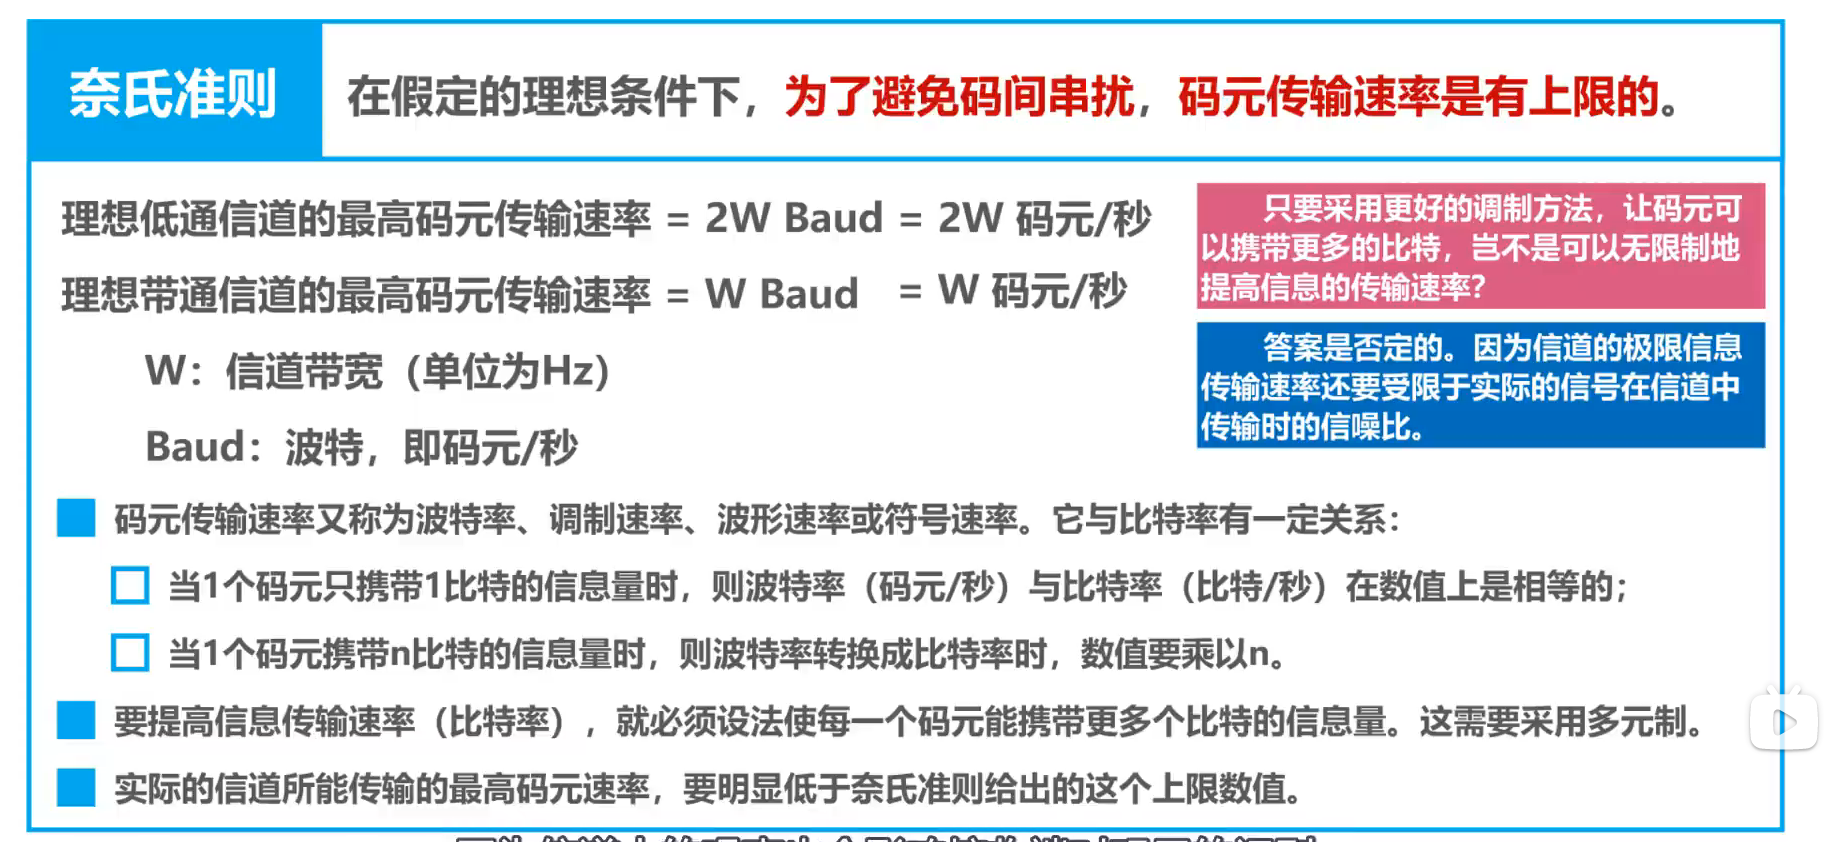 奈氏准则
在假定的理想条件下，为了避免码间串扰，码元传输速率是有上限的。
理想低通信道的最高码元传输速率 = 2W Baud = 2W 码元/秒
理想带通信道的最高码元传输速率 = W Baud = W 码元/秒
W：信道带宽（单位为Hz）
Baud：波特，即码元/秒
只要采用更好的调制方法，让码元可
以携带更多的比特，岂不是可以无限制地
提高信息的传输速率？
答案是否定的。因为信道的极限信息
传输速率还要受限于实际的信号在信道中
传输时的信噪比。
码元传输速率又称为波特率、调制速率、波形速率或符号速率。它与比特率有一定关系：
当1个码元只携带1比特的信息量时，则波特率（码元/秒）与比特率（比特/秒）在数值上是相等的；
当1个码元携带n比特的信息量时，则波特率转换成比特率时，数值要乘以n。
要提高信息传输速率（比特率），就必须设法使每一个码元能携带更多个比特的信息量。这需要采用多元制。
实际的信道所能传输的最高码元速率，要明显低于奈氏准则给出的这个上限数值。